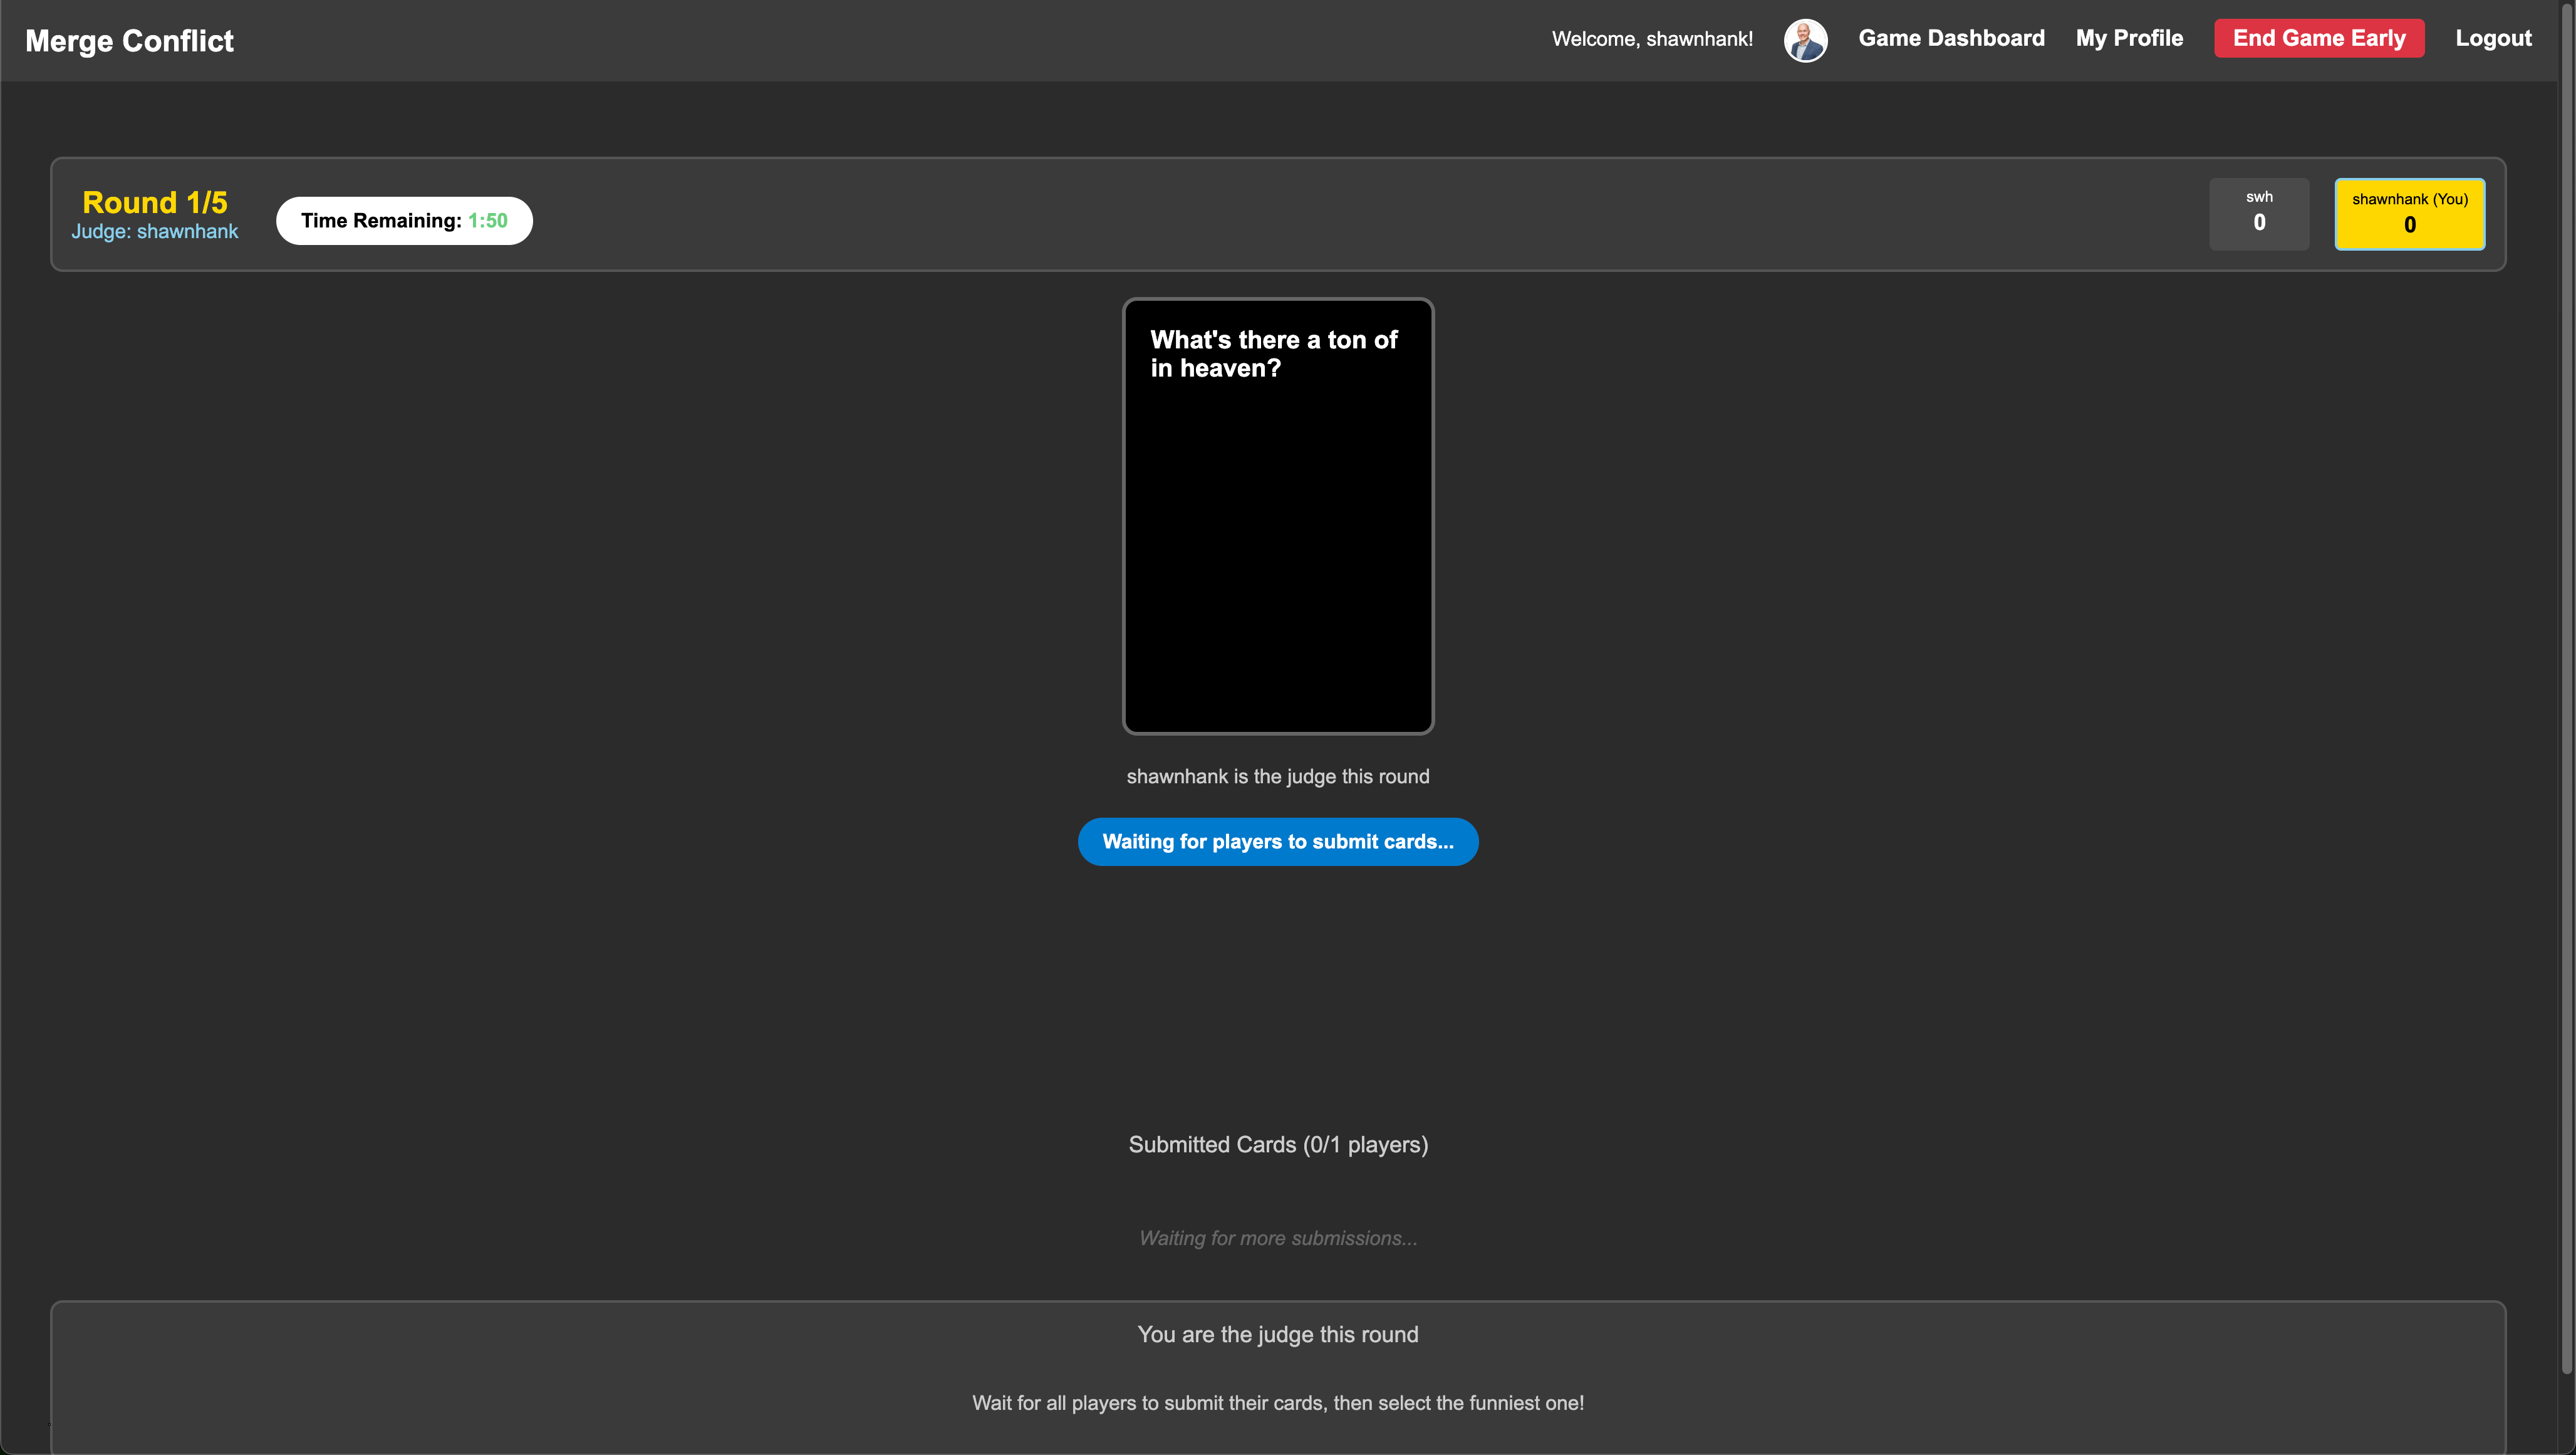 Merge Conflict
Welcome, shawnhank!
Game Dashboard
My Profile
End Game Early
Logout
Round 1/5
Judge: shawnhank
Time Remaining: 1:50
swh
0
shawnhank (You)
0
What's there a ton of
in heaven?
shawnhank is the judge this round
Waiting for players to submit cards...
Submitted Cards (0/1 players)
Waiting for more submissions...
You are the judge this round
Wait for all players to submit their cards, then select the funniest one!